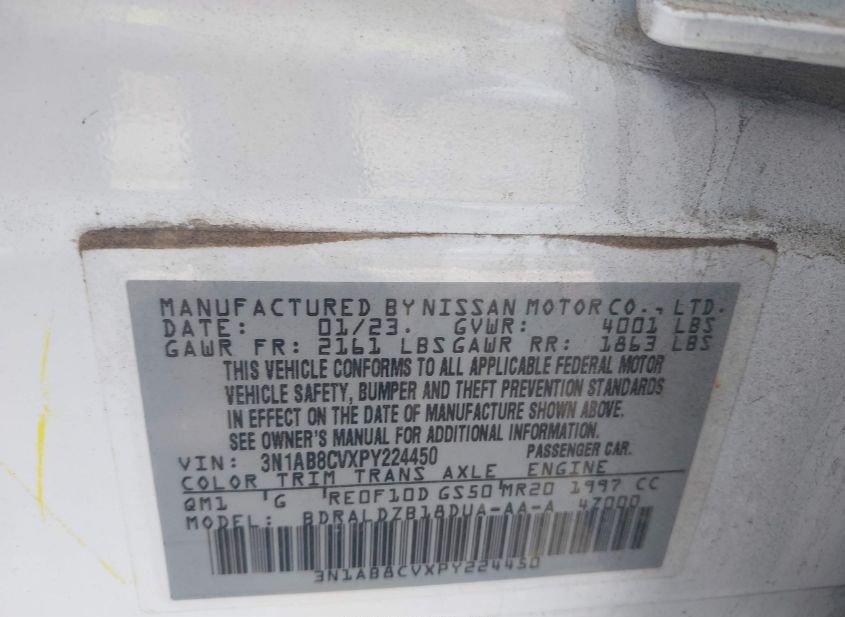 MANUFACTURED BY NISSAN MOTOR CO., LTD.
DATE: 01/23. GVWR: 4001 LBS
GAWR FR: 2161 LBS GAWR RR: 1863 LBS
THIS VEHICLE CONFORMS TO ALL APPLICABLE FEDERAL MOTOR
VEHICLE SAFETY, BUMPER AND THEFT PREVENTION STANDARDS
IN EFFECT ON THE DATE OF MANUFACTURE SHOWN ABOVE.
SEE OWNER'S MANUAL FOR ADDITIONAL INFORMATION.
VIN: 3N1AB8CVXPY224450 PASSENGER CAR.
COLOR TRIM TRANS AXLE ENGINE
QM1 'G 'RE0F10D GS50'MR20 1997 CC
MODEL: BDRALDZB18DUA-AA-A 47000
3N1AB8CVXPY224450